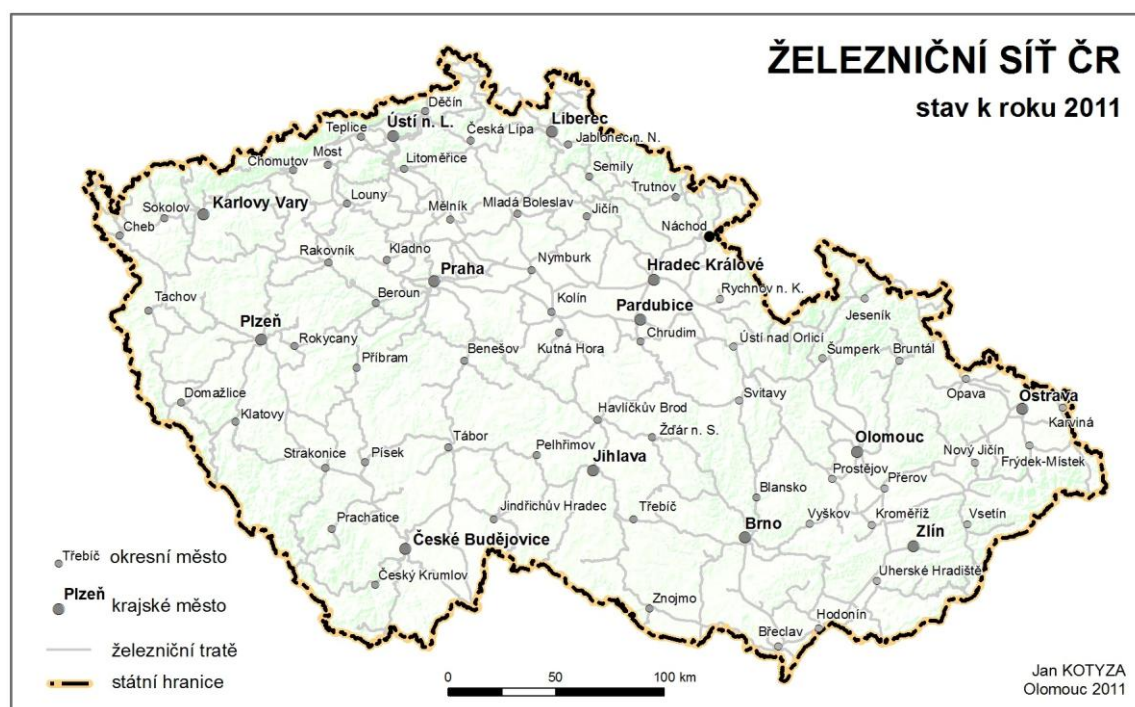 ŽELEZNIČNÍ SÍŤ ČR
stav k roku 2011
Děčín
Ústí n. L.
Liberec
Teplice
Česká Lípa
Jablonec n. N.
Most
Chomutov
Litoměřice
Semily
Trutnov
Louny
Karlovy Vary
Sokolov
Mělník
Mladá Boleslav
Jičín
Cheb
Náchod
Rakovník
Kladno
Nymburk
Hradec Králové
Praha
Beroun
Kolín
Rychnov n. K.
Tachov
Pardubice
Jeseník
Plzeň
Rokycany
Chrudim
Kutná Hora
Ústí nad Orlicí
Příbram
Benešov
Šumperk
Bruntál
Domažlice
Svitavy
Opava
Ostrava
Klatovy
Havlíčkův Brod
Karviná
Žďár n. S.
Tábor
Pelhřimov
Olomouc
Nový Jičín
Frýdek-Místek
Strakonice
Písek
Jihlava
Prostějov
Přerov
Blansko
Jindřichův Hradec
Třebíč
Vyškov
Kroměříž
Vsetín
Prachatice
Brno
Zlín
České Budějovice
Český Krumlov
Uherské Hradiště
Znojmo
Hodonín
Břeclav
Třebíč okresní město
Plzeň krajské město
železniční tratě
státní hranice
0 50 100 km
Jan KOTYZA
Olomouc 2011